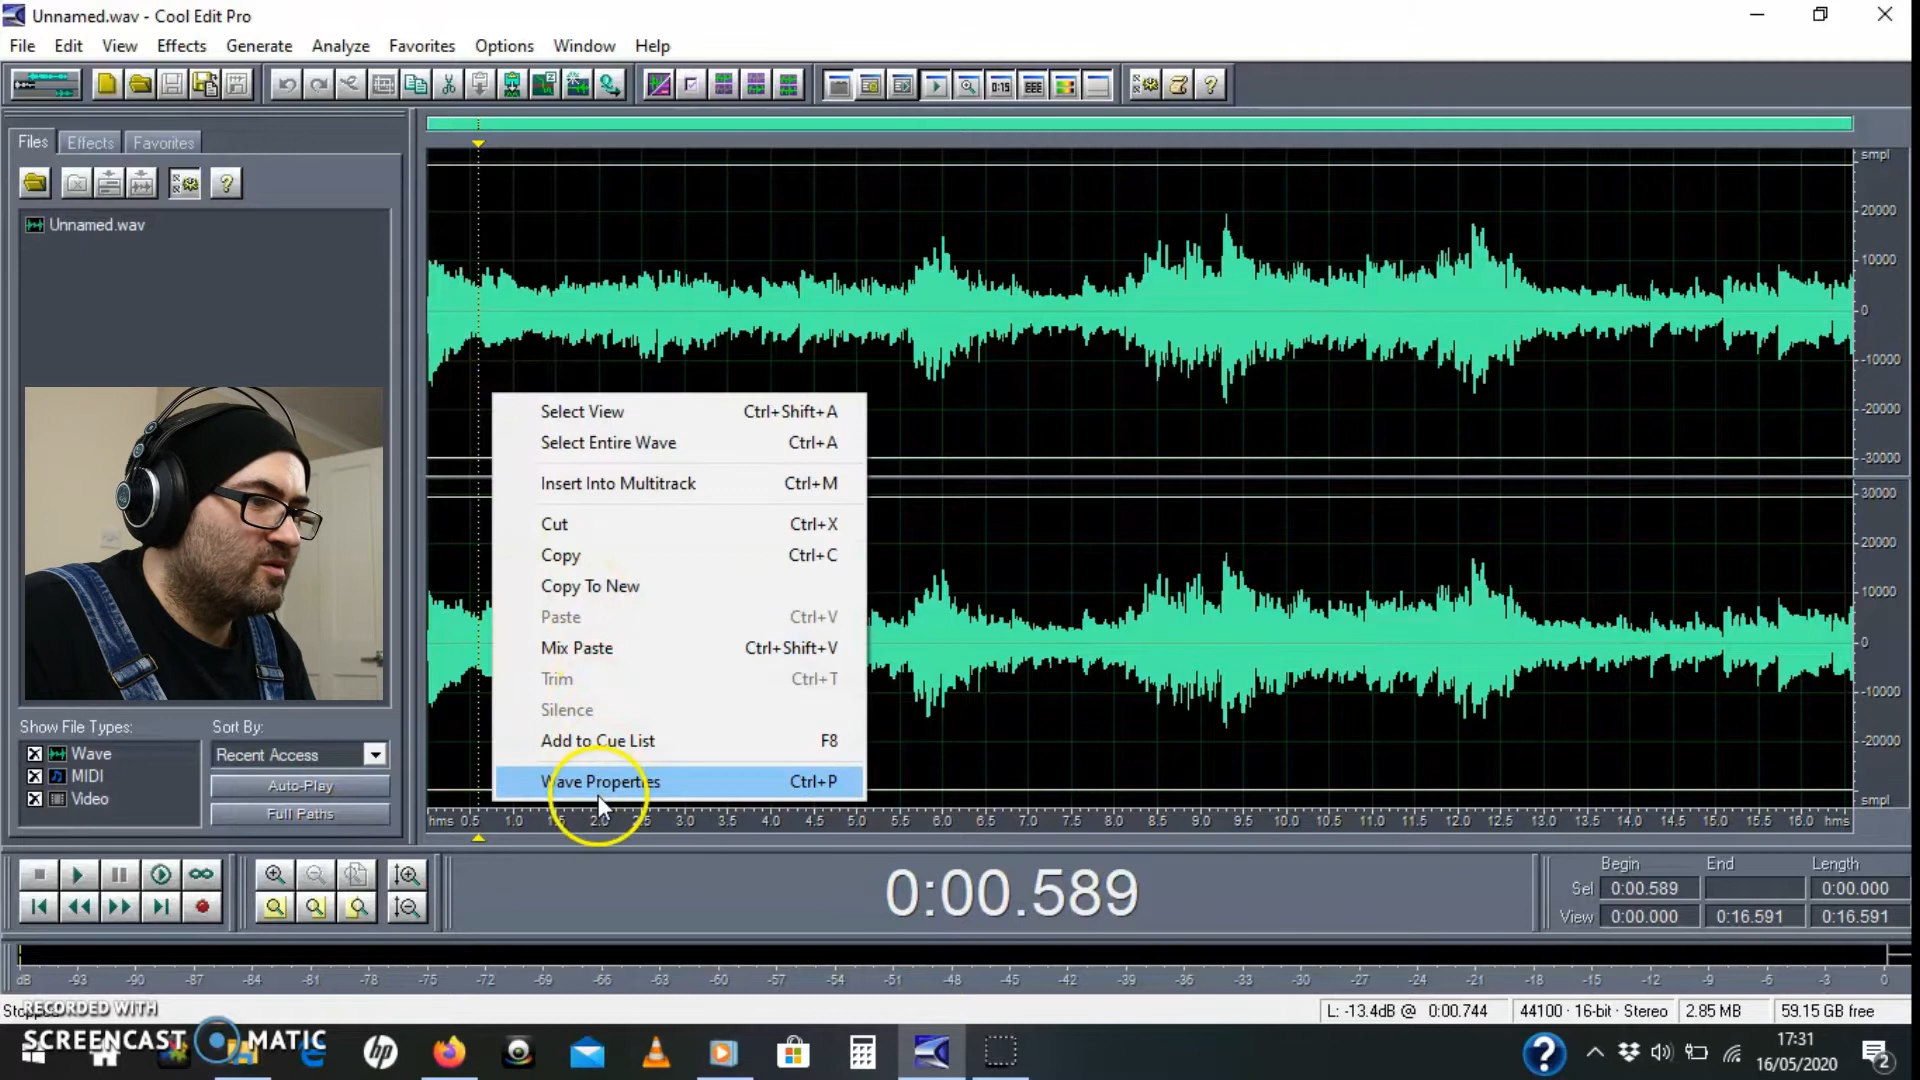 Unnamed.wav - Cool Edit Pro
File Edit View Effects Generate Analyze Favorites Options Window Help
0:15
Files Effects Favorites
Unnamed.wav
Show File Types:
Wave
MIDI
Video
Sort By:
Recent Access
Auto-Play
Full Paths
Select View Ctrl+Shift+A
Select Entire Wave Ctrl+A
Insert Into Multitrack Ctrl+M
Cut Ctrl+X
Copy Ctrl+C
Copy To New
Paste Ctrl+V
Mix Paste Ctrl+Shift+V
Trim Ctrl+T
Silence
Add to Cue List F8
Wave Properties Ctrl+P
smpl
20000
10000
0
-10000
-20000
-30000
30000
20000
10000
0
-10000
-20000
smpl
hms 0.5 1.0 1.5 2.0 2.5 3.0 3.5 4.0 4.5 5.0 5.5 6.0 6.5 7.0 7.5 8.0 8.5 9.0 9.5 10.0 10.5 11.0 11.5 12.0 12.5 13.0 13.5 14.0 14.5 15.0 15.5 16.0 hms
0:00.589
Begin End Length
Sel 0:00.589 0:00.000
View 0:00.000 0:16.591 0:16.591
dB -93 -87 -84 -81 -78 -75 -72 -69 -66 -63 -60 -57 -54 -51 -48 -45 -42 -39 -36 -33 -30 -27 -24 -21 -18 -15 -12 -9 -6 -3 0
Stopped
L: -13.4dB @ 0:00.744 44100 · 16-bit · Stereo 2.85 MB 59.15 GB free
RECORDED WITH
SCREENCAST MATIC
hp
17:31
16/05/2020
2